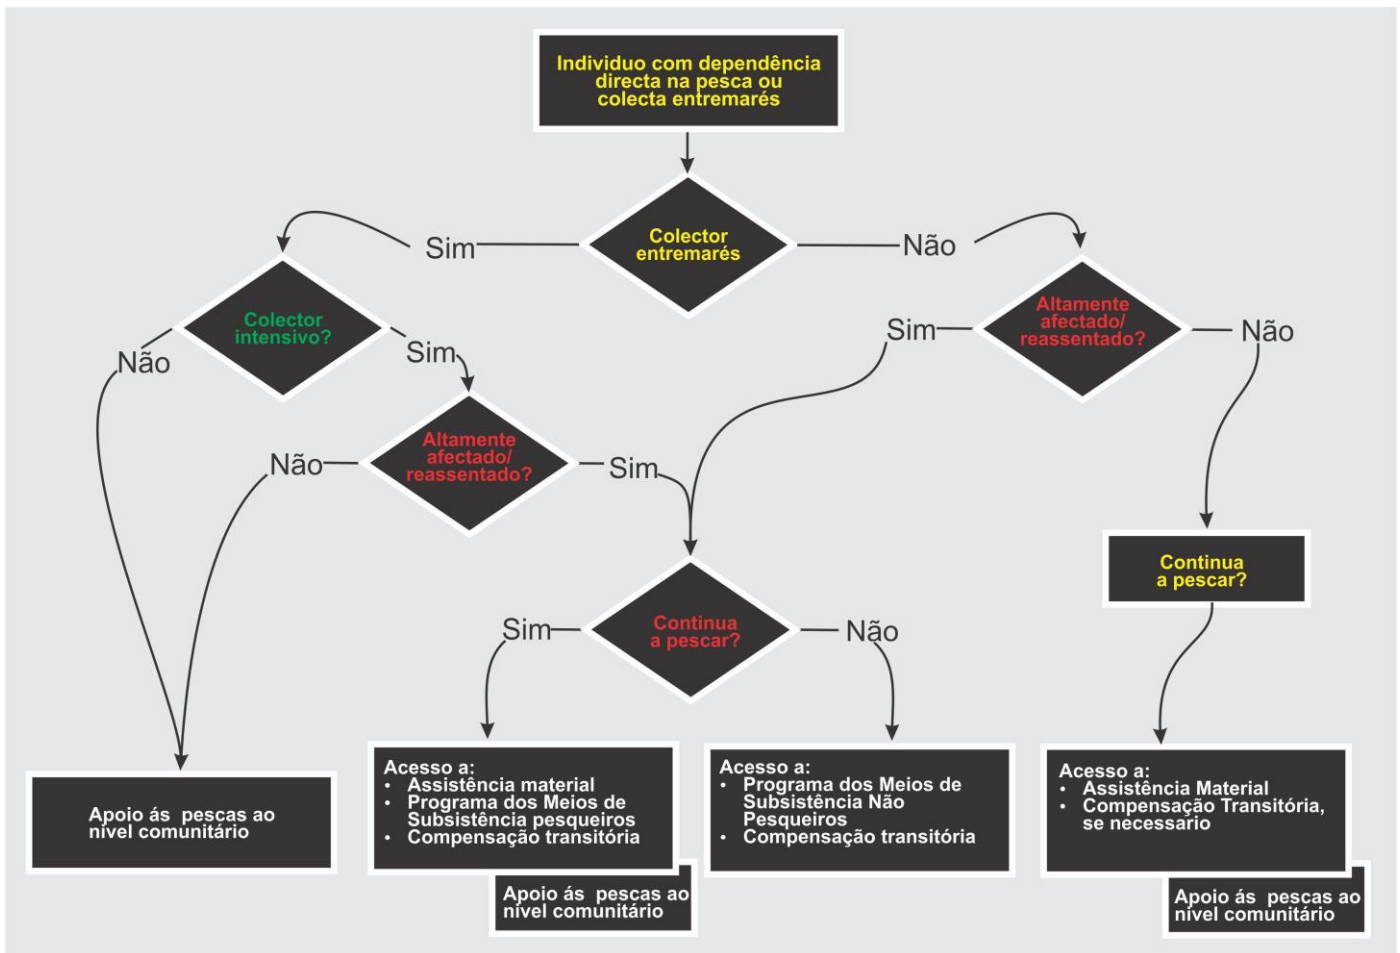 Individuo com dependência
directa na pesca ou
colecta entremarés
Sim
Colector
entremarés
Não
Colector
intensivo?
Altamente
afectado/
reassentado?
Não
Sim
Sim
Não
Altamente
afectado/
reassentado?
Não
Sim
Continua
a pescar?
Sim
Continua
a pescar?
Não
Apoio ás pescas ao
nível comunitário
Acesso a:
• Assistência material
• Programa dos Meios de
Subsistência pesqueiros
• Compensação transitória
Apoio ás pescas ao
nível comunitário
Acesso a:
• Programa dos Meios de
Subsistência Não
Pesqueiros
• Compensação transitória
Acesso a:
• Assistência Material
• Compensação Transitória,
se necessario
Apoio ás pescas ao
nível comunitário